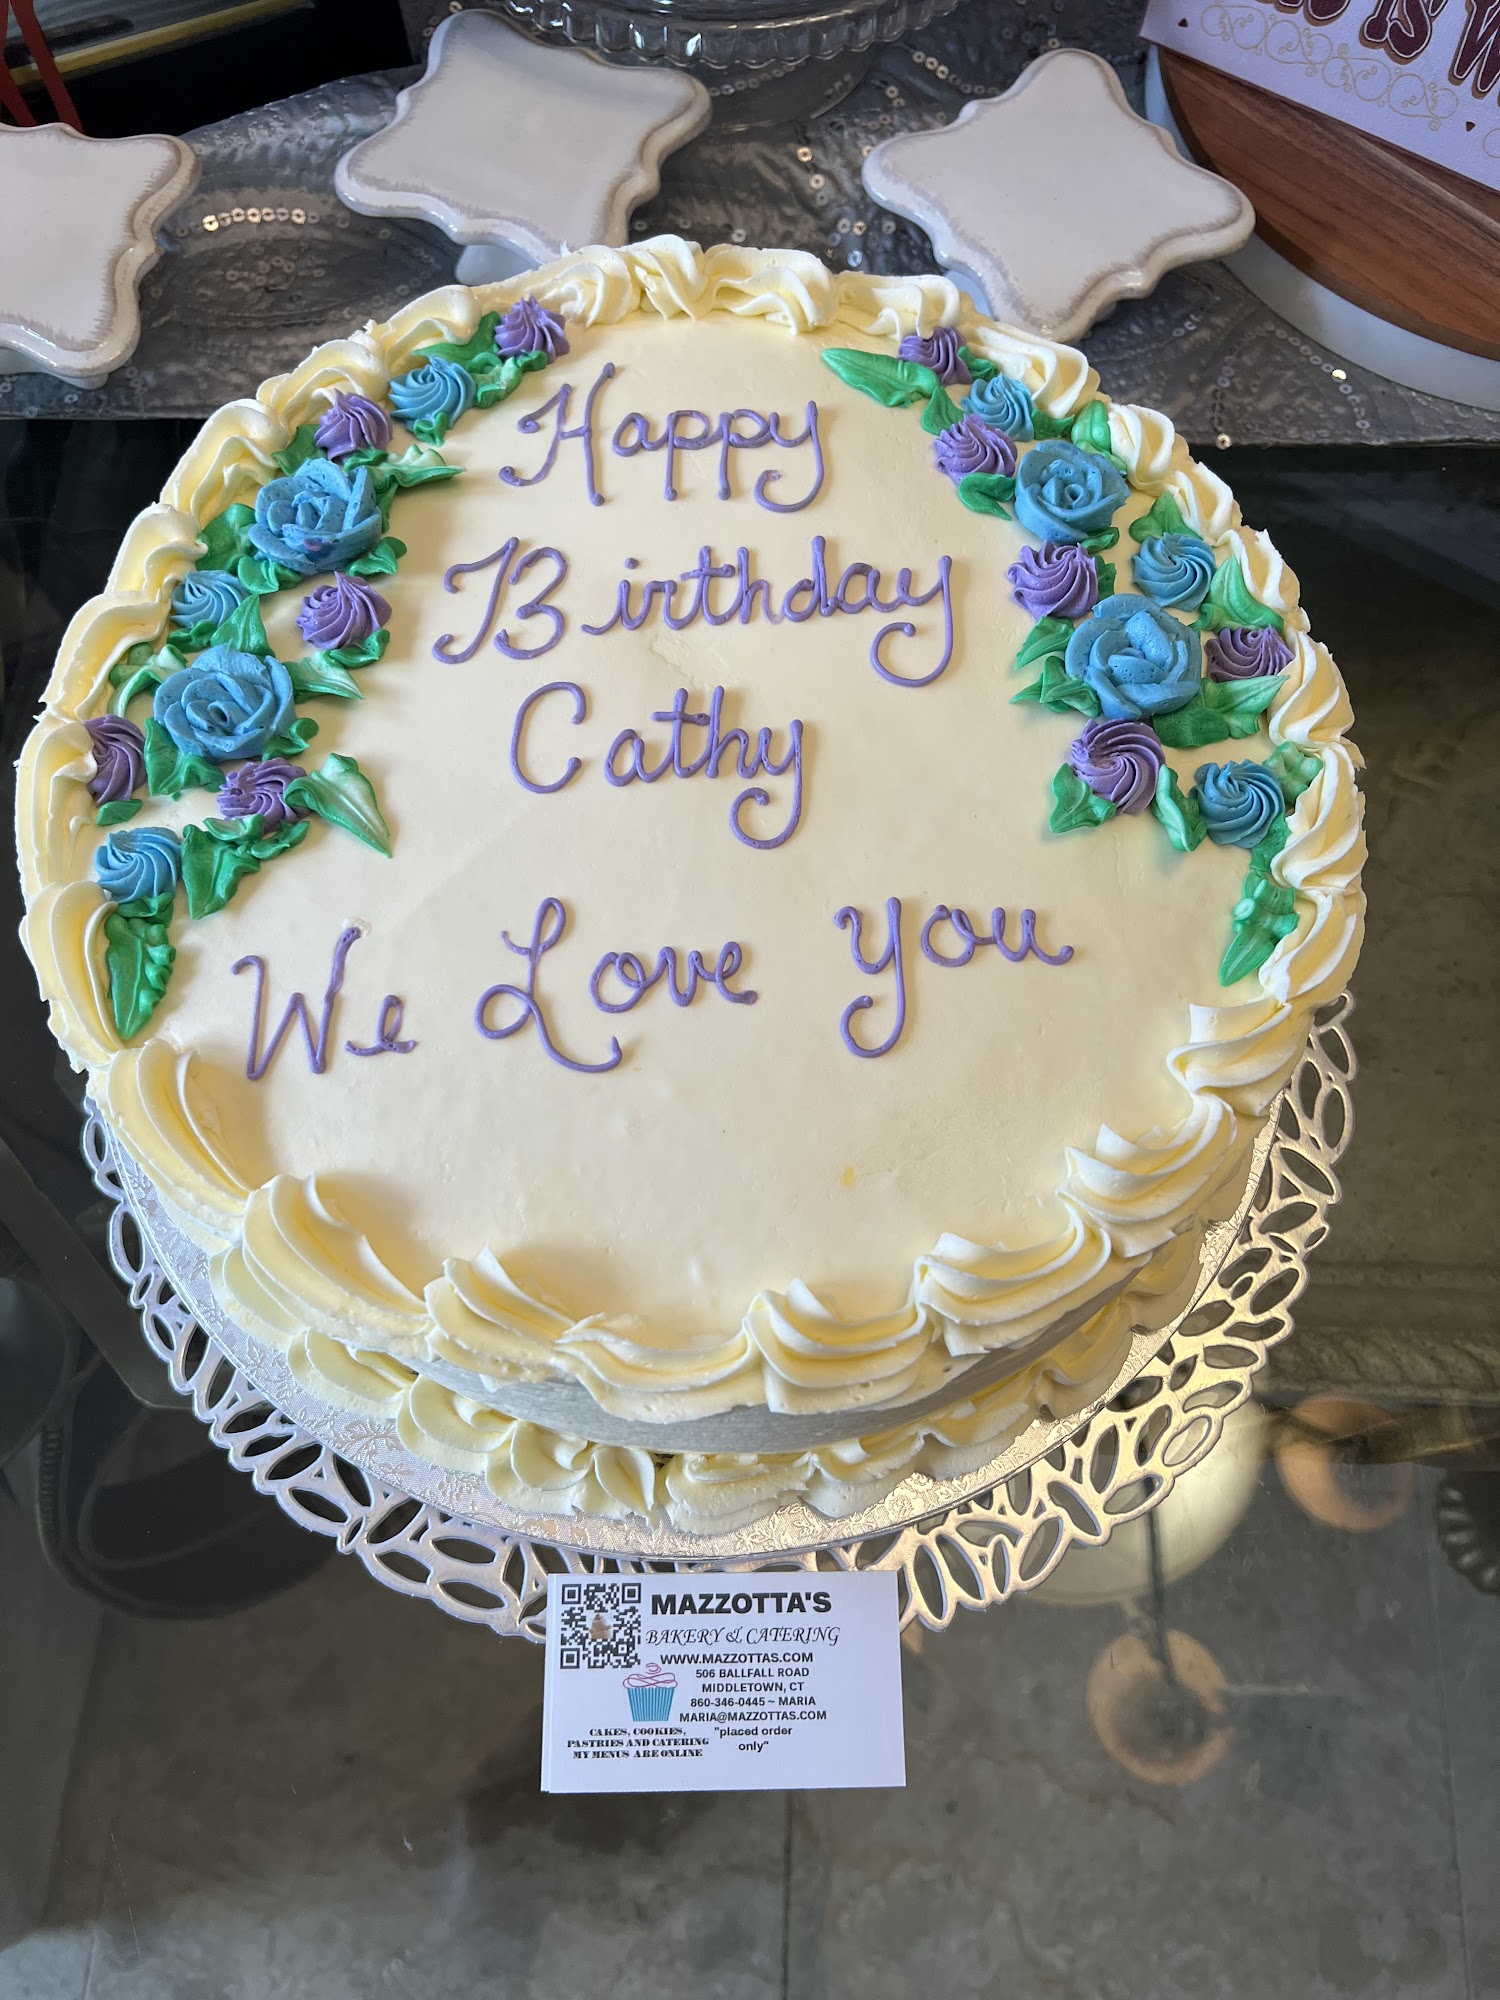 IS W
Happy
Birthday
Cathy
We Love you
MAZZOTTA'S
BAKERY & CATERING
WWW.MAZZOTTAS.COM
506 BALLFALL ROAD
MIDDLETOWN, CT
860-346-0445 ~ MARIA
MARIA@MAZZOTTAS.COM
CAKES, COOKIES,
PASTRIES AND CATERING
MY MENUS ARE ONLINE
"placed order
only"